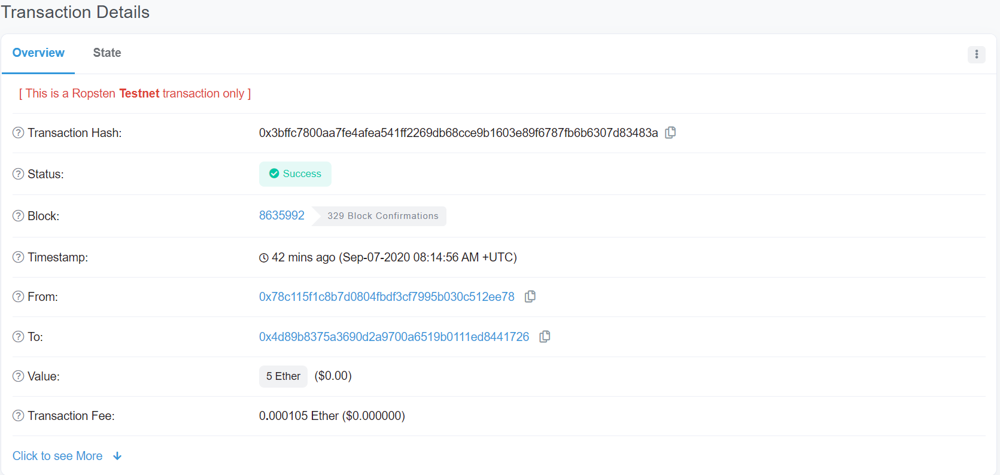 Transaction Details
Overview State
[ This is a Ropsten Testnet transaction only ]
Transaction Hash: 0x3bffc7800aa7fe4afea541ff2269db68cce9b1603e89f6787fb6b6307d83483a
Status: Success
Block: 8635992 329 Block Confirmations
Timestamp: 42 mins ago (Sep-07-2020 08:14:56 AM +UTC)
From: 0x78c115f1c8b7d0804fbdf3cf7995b030c512ee78
To: 0x4d89b8375a3690d2a9700a6519b0111ed8441726
Value: 5 Ether ($0.00)
Transaction Fee: 0.000105 Ether ($0.000000)
Click to see More